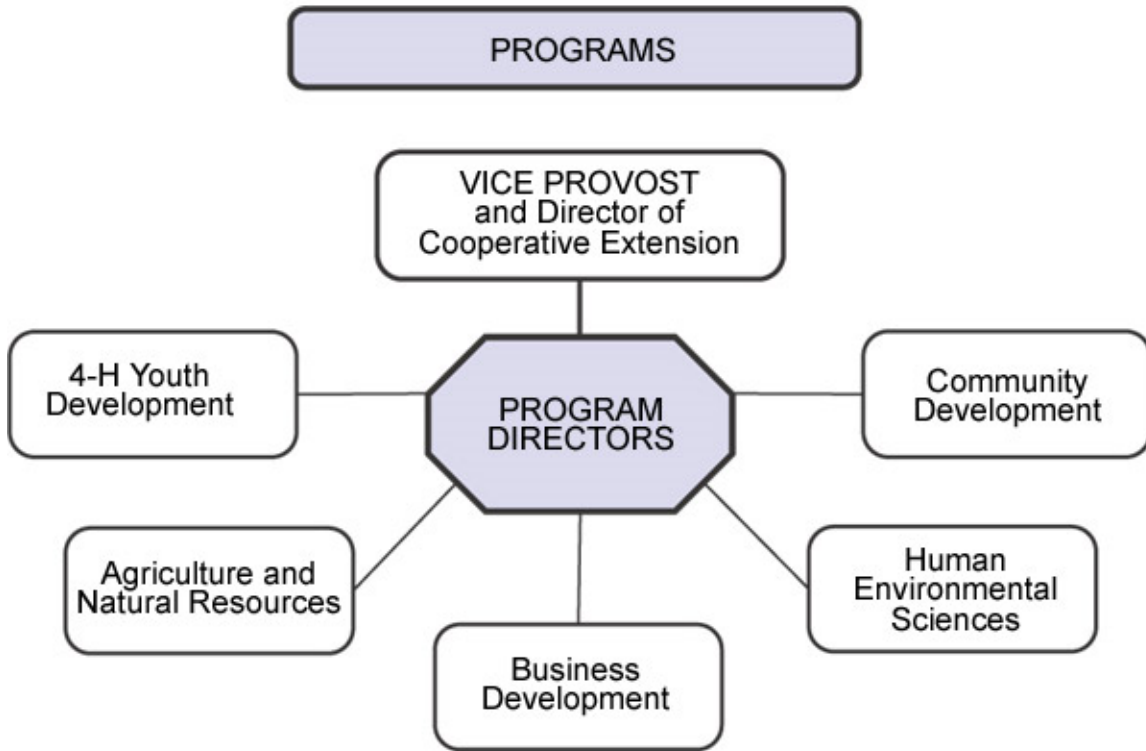 PROGRAMS
VICE PROVOST
and Director of
Cooperative Extension
4-H Youth
Development
PROGRAM
DIRECTORS
Community
Development
Agriculture and
Natural Resources
Human
Environmental
Sciences
Business
Development